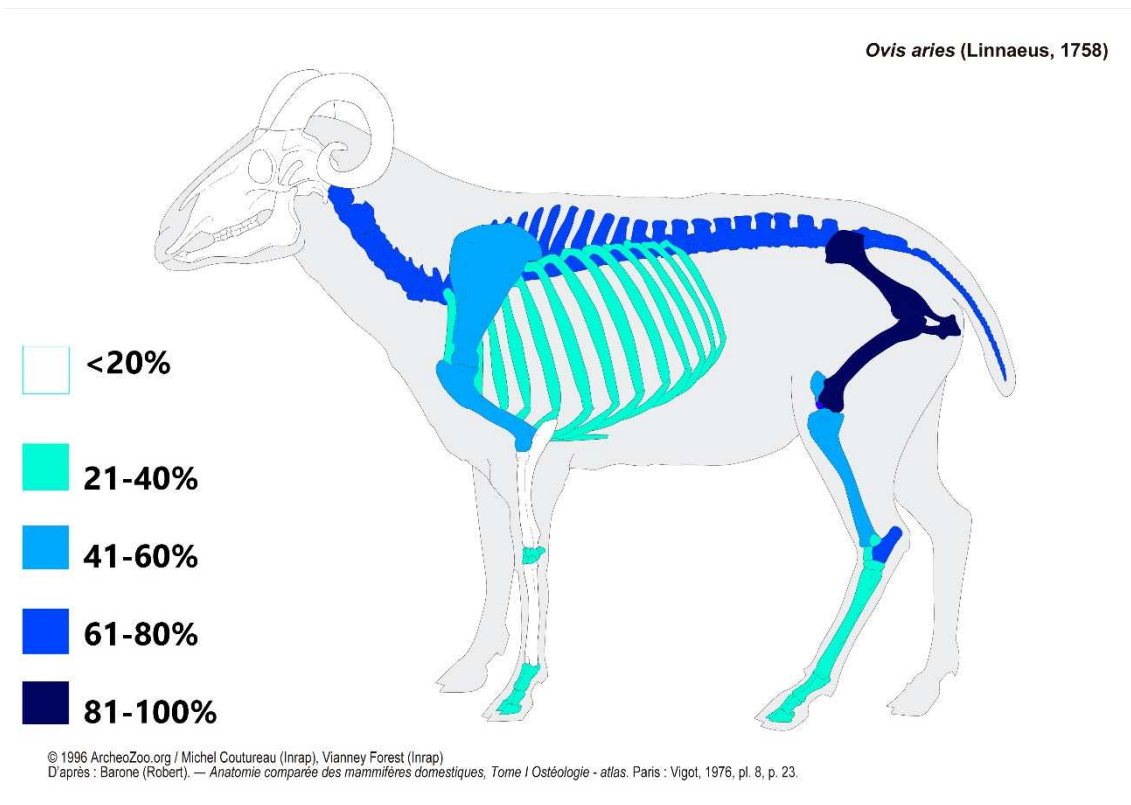 Ovis aries (Linnaeus, 1758)
<20%
21-40%
41-60%
61-80%
81-100%
© 1996 ArcheoZoo.org / Michel Coutureau (Inrap), Vianney Forest (Inrap)
D'après : Barone (Robert). — Anatomie comparée des mammifères domestiques, Tome I Ostéologie - atlas. Paris : Vigot, 1976, pl. 8, p. 23.